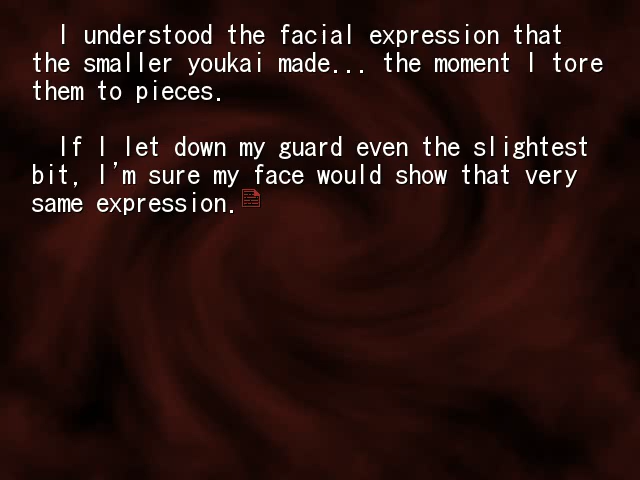 I understood the facial expression that
the smaller youkai made... the moment I tore
them to pieces.
If I let down my guard even the slightest
bit, I'm sure my face would show that very
same expression.